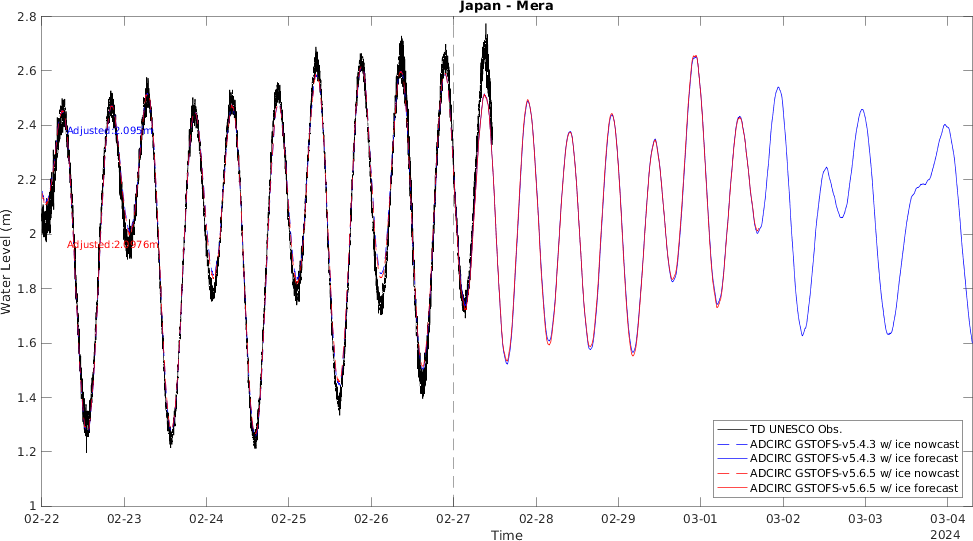 Japan - Mera
2.8
2.6
2.4
2.2
2
1.8
1.6
1.4
1.2
1
Water Level (m)
Adjusted:2.095m
Adjusted:2.0976m
TD UNESCO Obs.
ADCIRC GSTOFS-v5.4.3 w/ ice nowcast
ADCIRC GSTOFS-v5.4.3 w/ ice forecast
ADCIRC GSTOFS-v5.6.5 w/ ice nowcast
ADCIRC GSTOFS-v5.6.5 w/ ice forecast
02-22 02-23 02-24 02-25 02-26 02-27 02-28 02-29 03-01 03-02 03-03 03-04
Time 2024